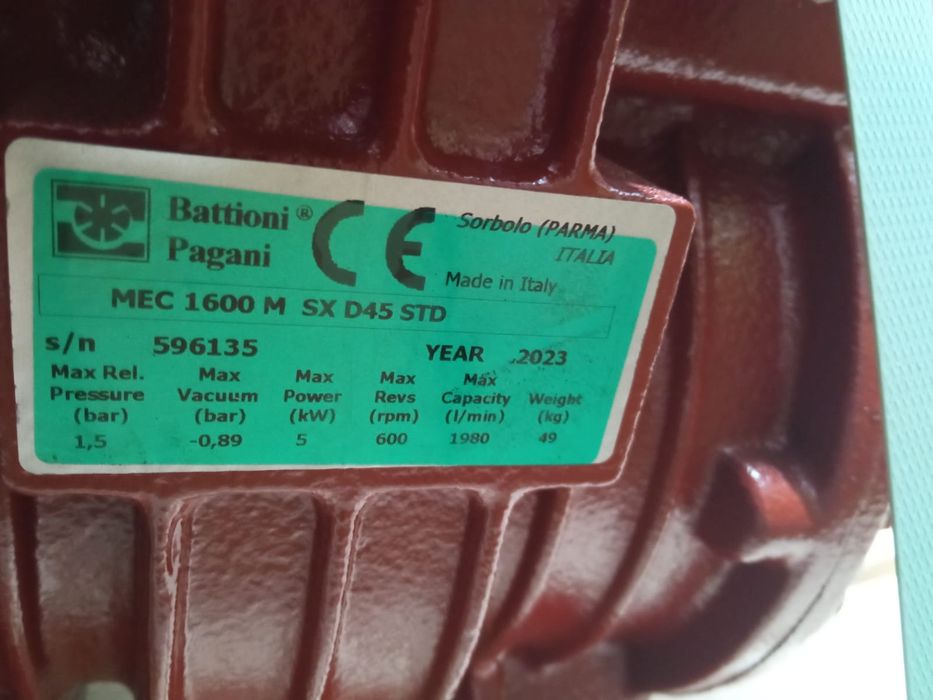 Battioni ® CE Sorbolo (PARMA)
Pagani ITALIA
Made in Italy
MEC 1600 M SX D45 STD
s/n 596135 YEAR 2023
Max Rel. Max Max Max Max
Pressure Vacuum Power Revs Capacity Weight
(bar) (bar) (kW) (rpm) (l/min) (kg)
1,5 -0,89 5 600 1980 49